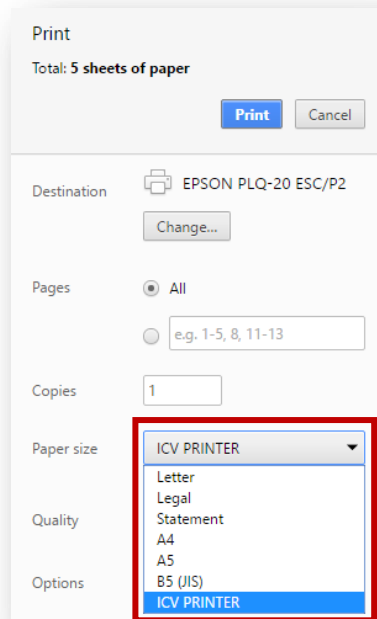 Print
Total: 5 sheets of paper
Print Cancel
Destination EPSON PLQ-20 ESC/P2
Change...
Pages All
e.g. 1-5, 8, 11-13
Copies 1
Paper size ICV PRINTER
Letter
Legal
Quality Statement
A4
A5
Options B5 (JIS)
ICV PRINTER